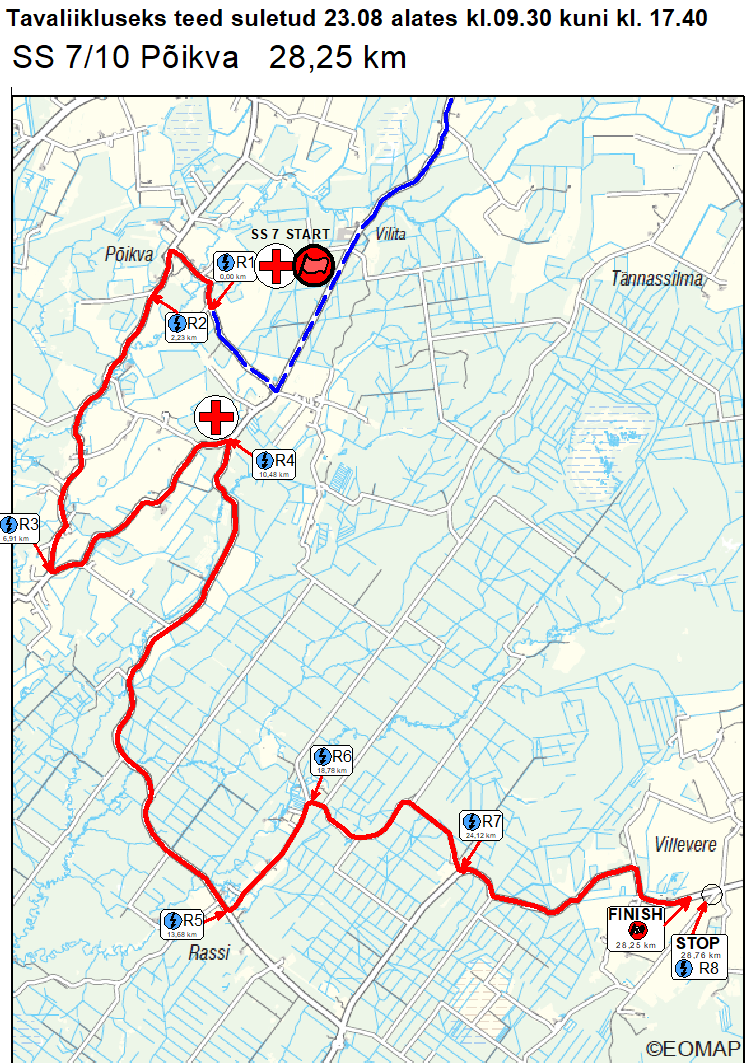 Tavaliikluseks teed suletud 23.08 alates kl.09.30 kuni kl. 17.40
SS 7/10 Põikva 28,25 km
SS 7 START
Vilita
Põikva
R1
0,00 km
Tännassilma
R2
2,23 km
R4
10,48 km
R3
6,91 km
R6
18,78 km
R7
24,12 km
Villevere
R5
13,68 km
FINISH
28,25 km
STOP
28,76 km
R8
Rassi
©EOMAP